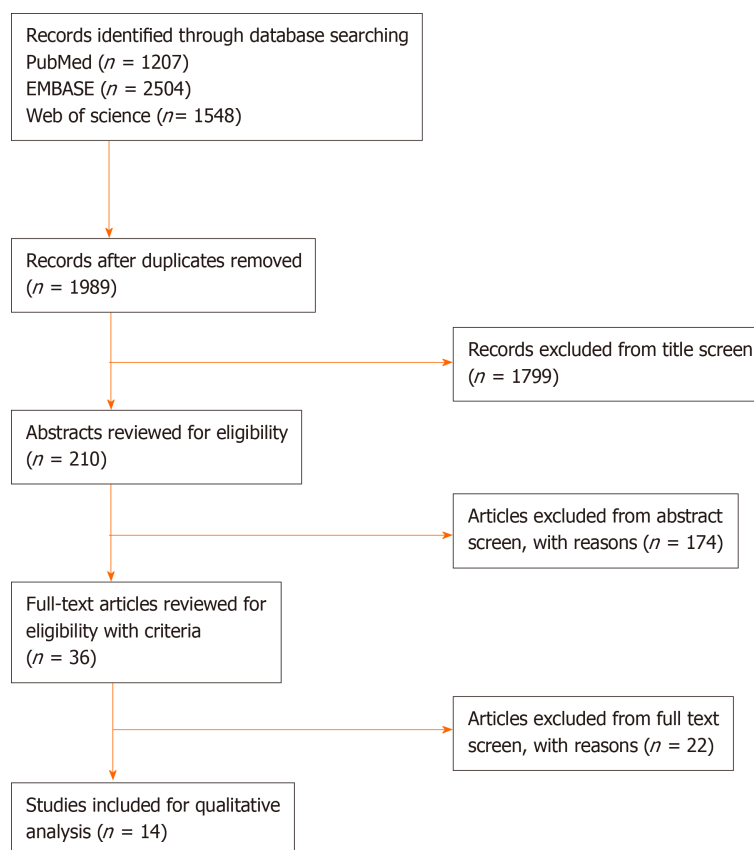 Records identified through database searching
PubMed (n = 1207)
EMBASE (n = 2504)
Web of science (n= 1548)
Records after duplicates removed
(n = 1989)
Records excluded from title screen
(n = 1799)
Abstracts reviewed for eligibility
(n = 210)
Articles excluded from abstract
screen, with reasons (n = 174)
Full-text articles reviewed for
eligibility with criteria
(n = 36)
Articles excluded from full text
screen, with reasons (n = 22)
Studies included for qualitative
analysis (n = 14)